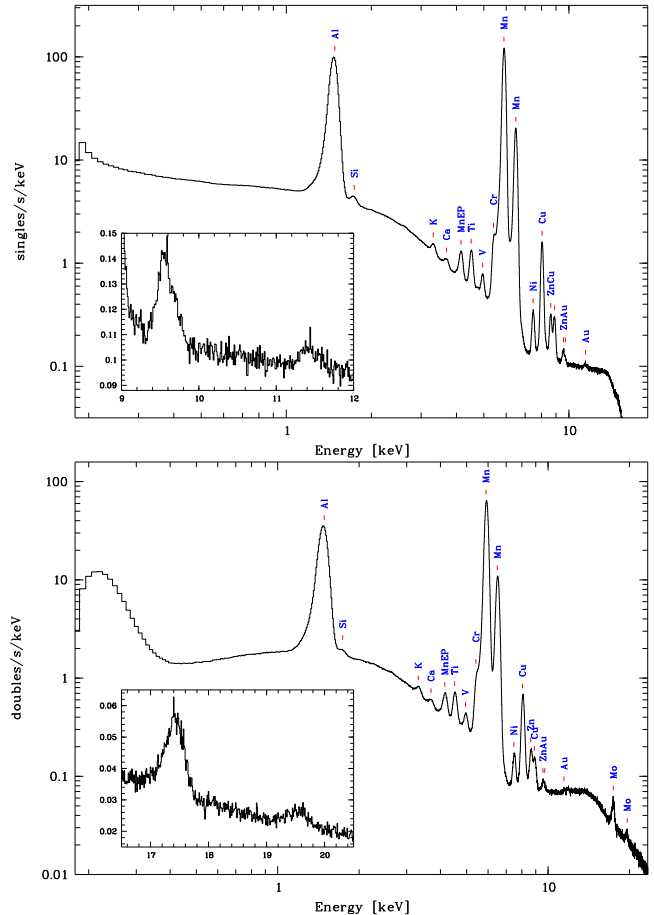 singles/s/keV
100
10
1
0.1
Al
Si
K
Ca
MnEP
Ti
V
Cr
Mn
Mn
Ni
Cu
ZnCu
ZnAu
Au
0.15
0.14
0.13
0.12
0.11
0.1
0.09
9 10 11 12
1 10
Energy [keV]
doubles/s/keV
100
10
1
0.1
0.01
Al
Si
K
Ca
MnEP
Ti
V
Cr
Mn
Mn
Ni
Cu
Zn
Cu
ZnAu
Au
Mo
Mo
0.06
0.05
0.04
0.03
0.02
17 18 19 20
1 10
Energy [keV]